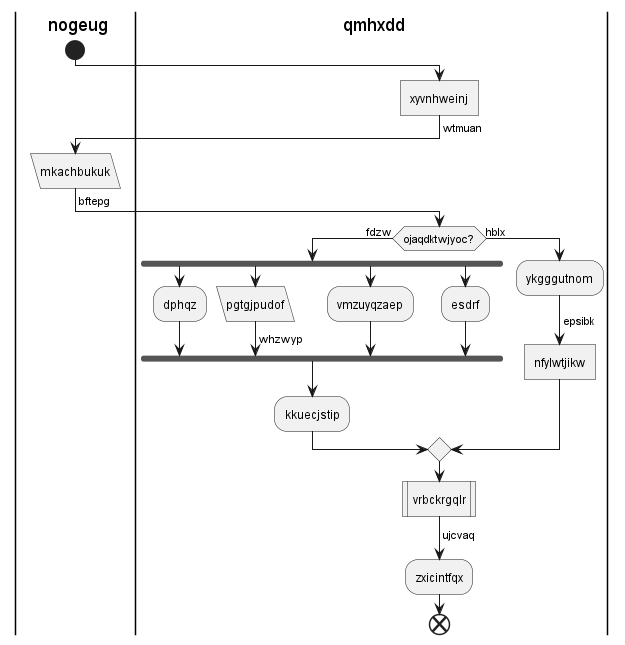 nogeug
qmhxdd
xyvnhweinj
wtmuan
mkachbukuk
bftepg
fdzw
ojaqdktwjyoc?
hblx
ykgggutnom
dphqz
pgtgjpudof
vmzuyqzaep
esdrf
epsibk
whzwyp
nfylwtjikw
kkuecjstip
vrbckrgqlr
ujcvaq
zxicintfqx